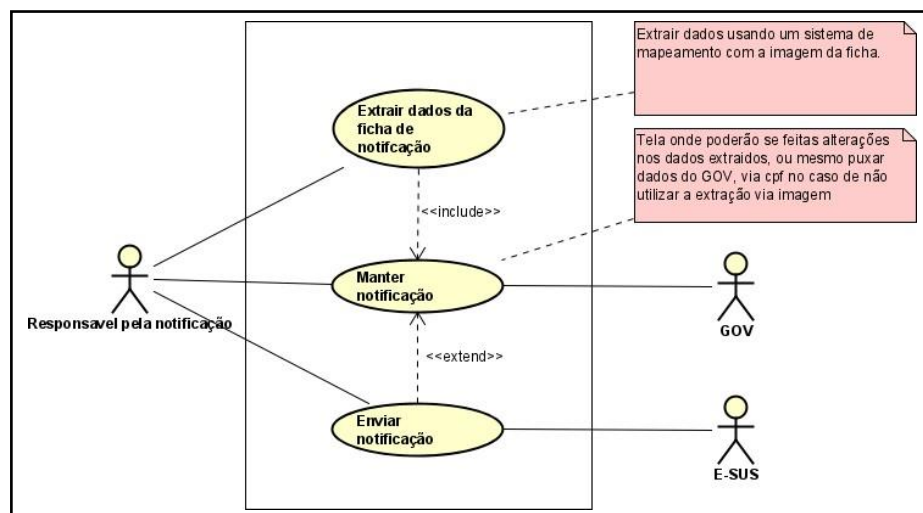 Extrair dados usando um sistema de
mapeamento com a imagem da ficha.
Extrair dados da
ficha de
notifcação
Tela onde poderão se feitas alterações
nos dados extraidos, ou mesmo puxar
dados do GOV, via cpf no caso de não
utilizar a extração via imagem
<<include>>
Manter
notificação
Responsavel pela notificação
GOV
<<extend>>
Enviar
notificação
E-SUS